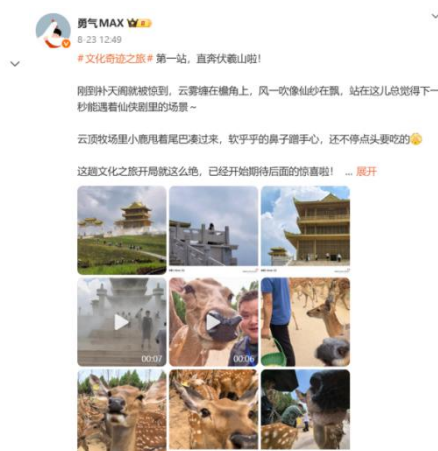 勇气MAX
8-23 12:49
#文化奇迹之旅# 第一站，直奔伏羲山啦！
刚到补天阁就被惊到，云雾缠在檐角上，风一吹像仙纱在飘，站在这儿总觉得下一
秒能遇着仙侠剧里的场景～
云顶牧场里小鹿甩着尾巴凑过来，软乎乎的鼻子蹭手心，还不停点头要吃的
这趟文化之旅开局就这么绝，已经开始期待后面的惊喜啦！ ... 展开
00:07
00:06